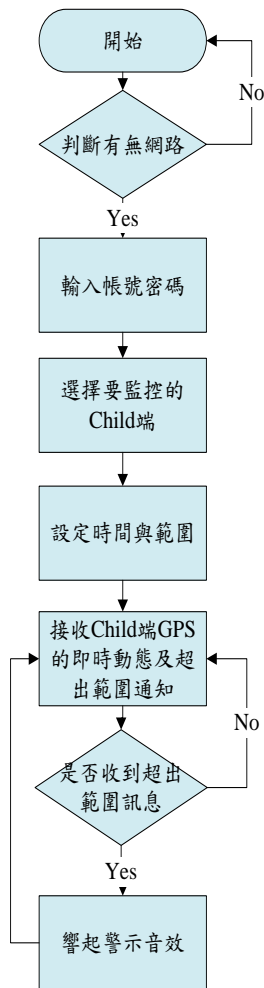 開始
No
判斷有無網路
Yes
輸入帳號密碼
選擇要監控的
Child端
設定時間與範圍
接收Child端GPS
的即時動態及超
出範圍通知
No
是否收到超出
範圍訊息
Yes
響起警示音效